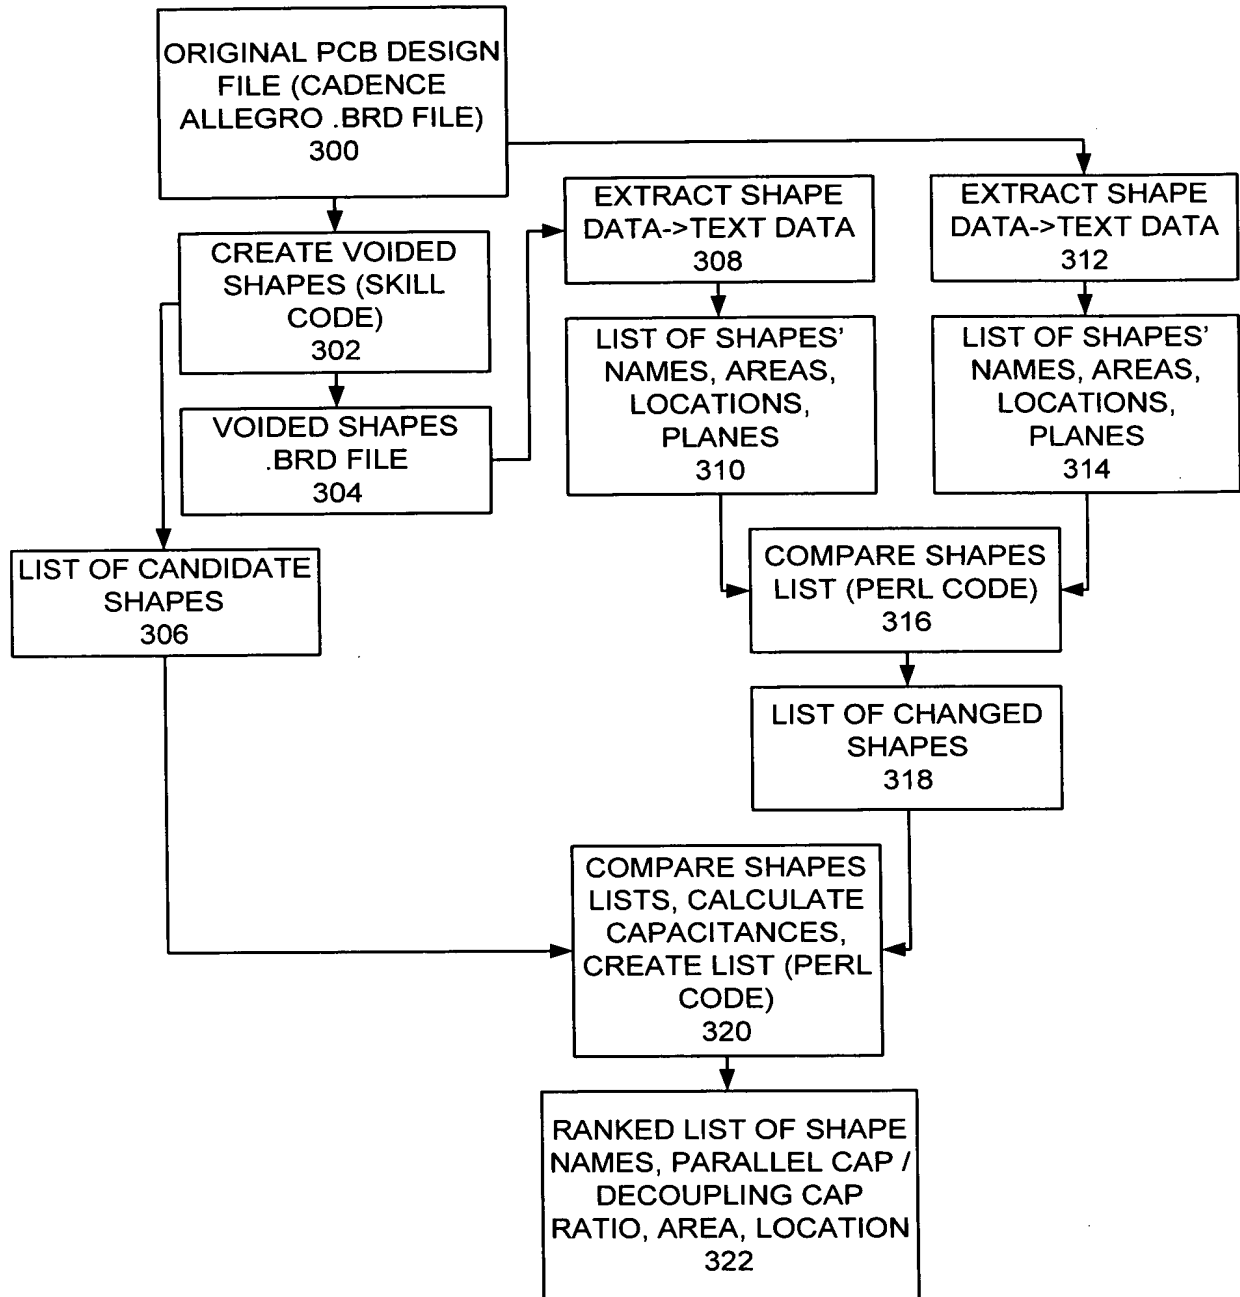 ORIGINAL PCB DESIGN
FILE (CADENCE
ALLEGRO .BRD FILE)
300
CREATE VOIDED
SHAPES (SKILL
CODE)
302
VOIDED SHAPES
.BRD FILE
304
LIST OF CANDIDATE
SHAPES
306
EXTRACT SHAPE
DATA->TEXT DATA
308
LIST OF SHAPES'
NAMES, AREAS,
LOCATIONS,
PLANES
310
EXTRACT SHAPE
DATA->TEXT DATA
312
LIST OF SHAPES'
NAMES, AREAS,
LOCATIONS,
PLANES
314
COMPARE SHAPES
LIST (PERL CODE)
316
LIST OF CHANGED
SHAPES
318
COMPARE SHAPES
LISTS, CALCULATE
CAPACITANCES,
CREATE LIST (PERL
CODE)
320
RANKED LIST OF SHAPE
NAMES, PARALLEL CAP /
DECOUPLING CAP
RATIO, AREA, LOCATION
322